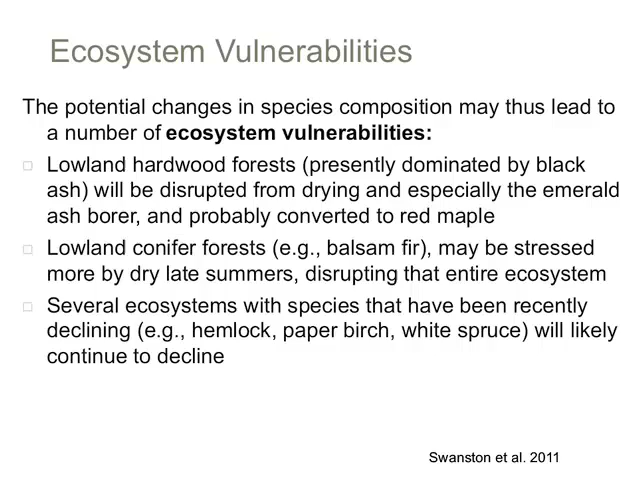 Ecosystem Vulnerabilities
The potential changes in species composition may thus lead to
a number of ecosystem vulnerabilities:
Lowland hardwood forests (presently dominated by black
ash) will be disrupted from drying and especially the emerald
ash borer, and probably converted to red maple
Lowland conifer forests (e.g., balsam fir), may be stressed
more by dry late summers, disrupting that entire ecosystem
Several ecosystems with species that have been recently
declining (e.g., hemlock, paper birch, white spruce) will likely
continue to decline
Swanston et al. 2011